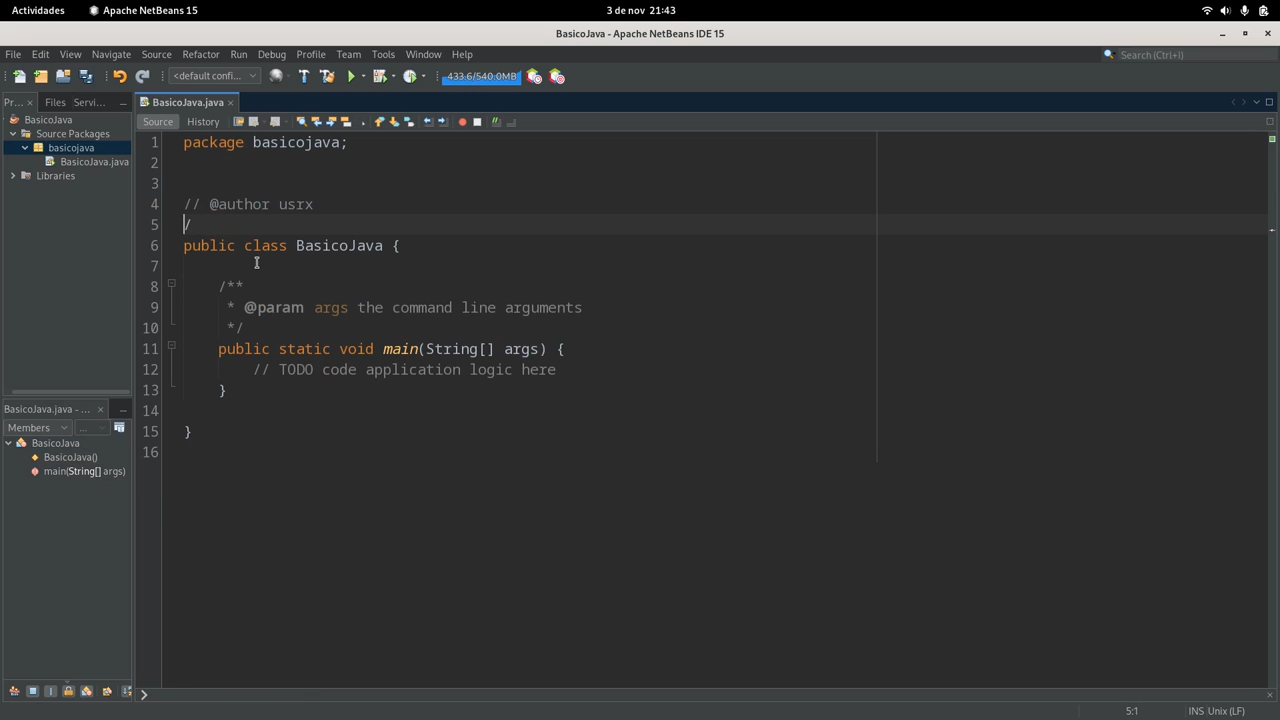 Actividades Apache NetBeans 15 3 de nov 21:43
BasicoJava - Apache NetBeans IDE 15
File Edit View Navigate Source Refactor Run Debug Profile Team Tools Window Help Search (Ctrl+I)
<default confi... 433.6/540.0MB
Pr... Files Servi... BasicoJava.java
BasicoJava
Source Packages
basicojava
BasicoJava.java
Libraries
Source History
1 package basicojava;
2
3
4 // @author usrx
5 /
6 public class BasicoJava {
7
8 /**
9 * @param args the command line arguments
10 */
11 public static void main(String[] args) {
12 // TODO code application logic here
13 }
14
15 }
16
BasicoJava.java - ...
Members ...
BasicoJava
BasicoJava()
main(String[] args)
5:1 INS Unix (LF)